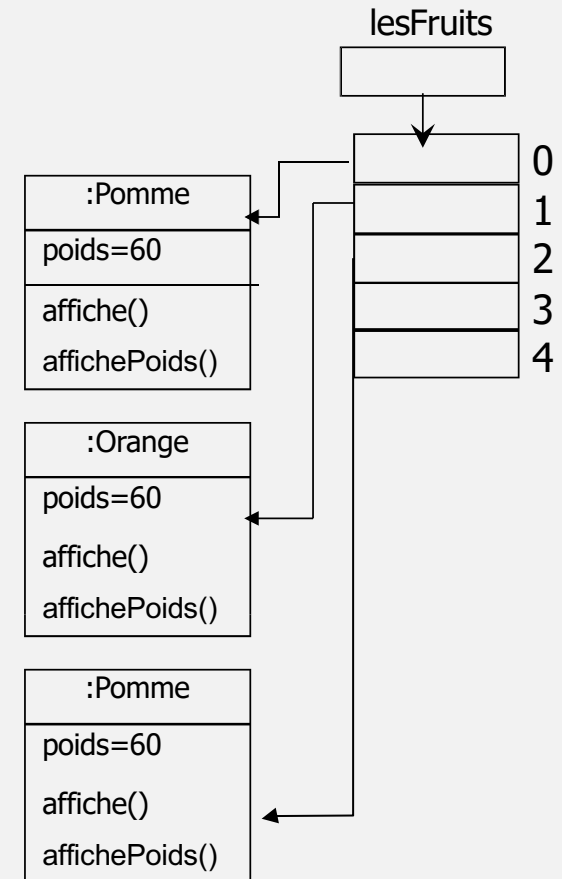 lesFruits
0
1
2
3
4
:Pomme
poids=60
affiche()
affichePoids()
:Orange
poids=60
affiche()
affichePoids()
:Pomme
poids=60
affiche()
affichePoids()